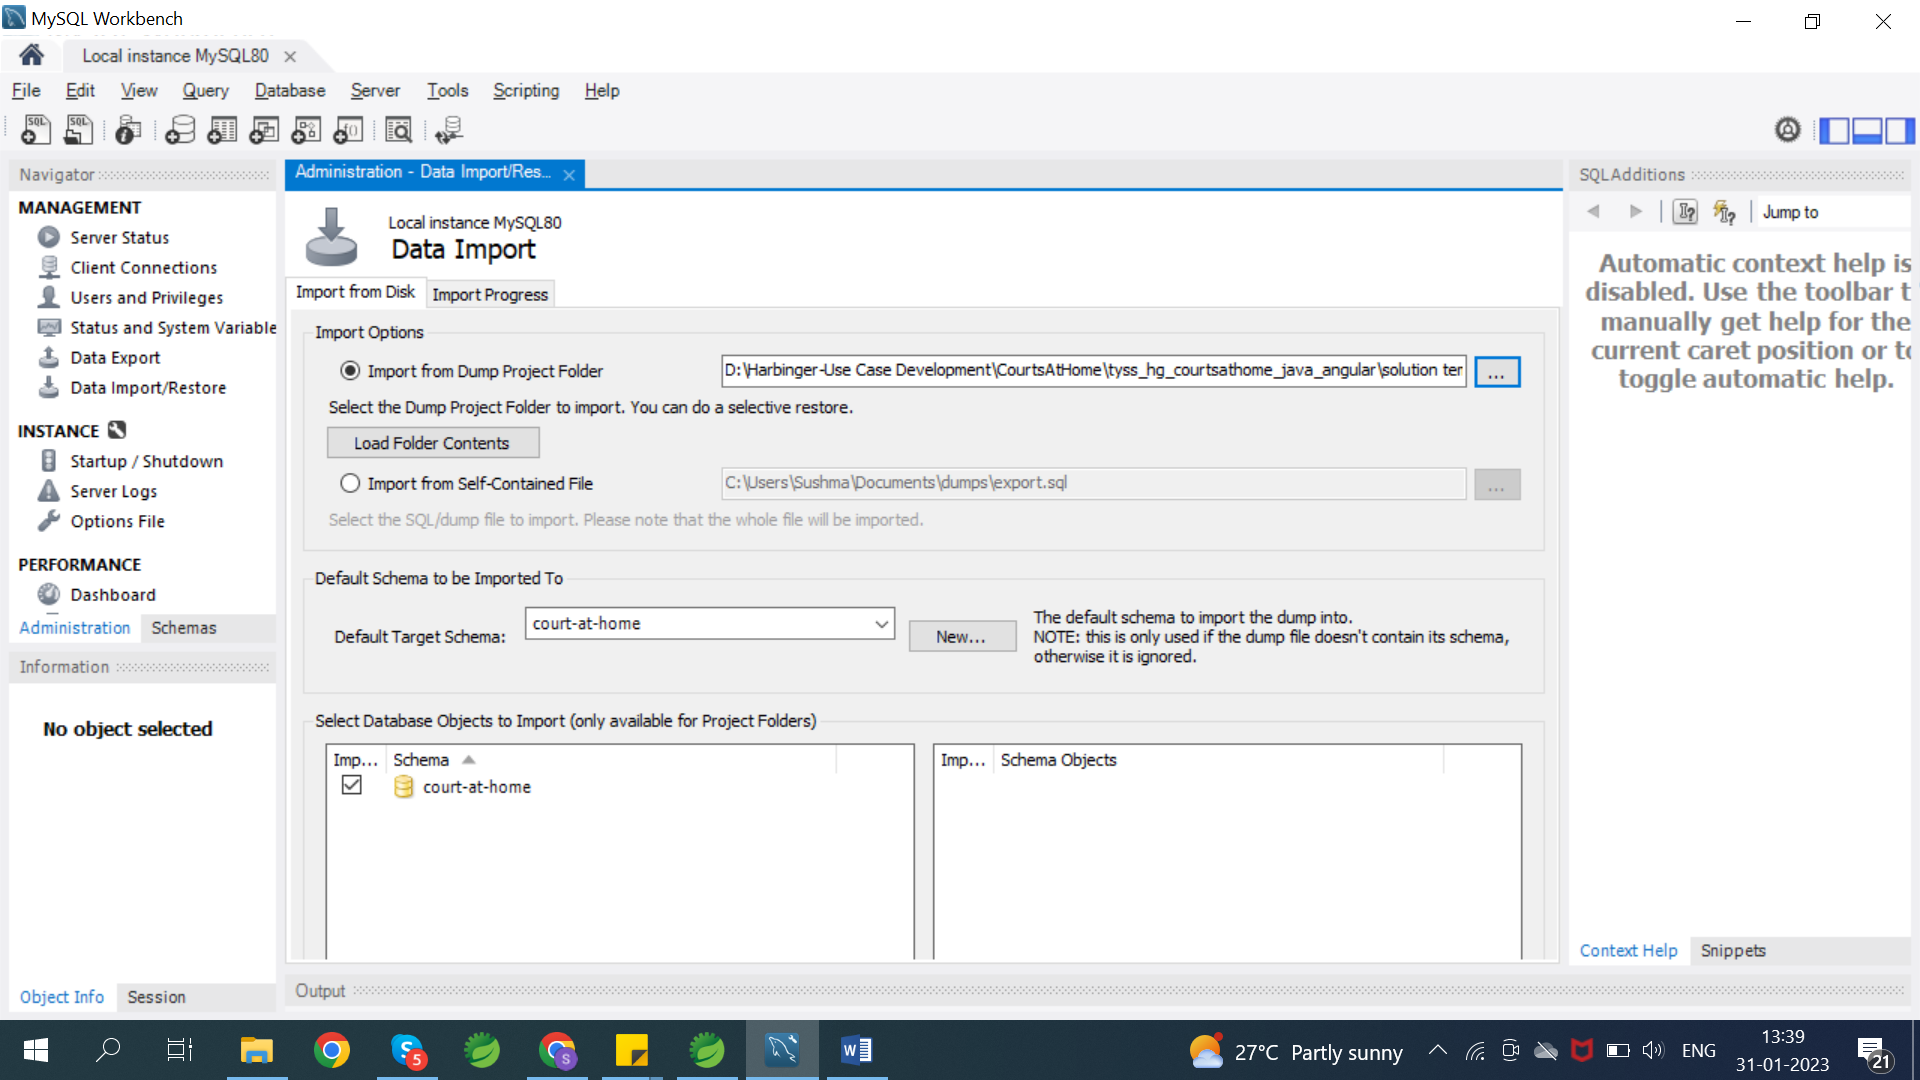 MySQL Workbench
Local instance MySQL80
File Edit View Query Database Server Tools Scripting Help
Navigator
MANAGEMENT
Server Status
Client Connections
Users and Privileges
Status and System Variable
Data Export
Data Import/Restore
INSTANCE
Startup / Shutdown
Server Logs
Options File
PERFORMANCE
Dashboard
Administration Schemas
Information
No object selected
Object Info Session
Administration - Data Import/Res...
Local instance MySQL80
Data Import
Import from Disk Import Progress
Import Options
Import from Dump Project Folder
D:\Harbinger-Use Case Development\CourtsAtHome\tyss_hg_courtsathome_java_angular\solution ter
...
Select the Dump Project Folder to import. You can do a selective restore.
Load Folder Contents
Import from Self-Contained File
C:\Users\Sushma\Documents\dumps\export.sql
...
Select the SQL/dump file to import. Please note that the whole file will be imported.
Default Schema to be Imported To
Default Target Schema:
court-at-home
New...
The default schema to import the dump into.
NOTE: this is only used if the dump file doesn't contain its schema,
otherwise it is ignored.
Select Database Objects to Import (only available for Project Folders)
Imp... Schema
court-at-home
Imp... Schema Objects
Output
SQLAdditions
Jump to
Automatic context help is
disabled. Use the toolbar t
manually get help for the
current caret position or to
toggle automatic help.
Context Help Snippets
27°C Partly sunny
ENG
13:39
31-01-2023
21
5
S